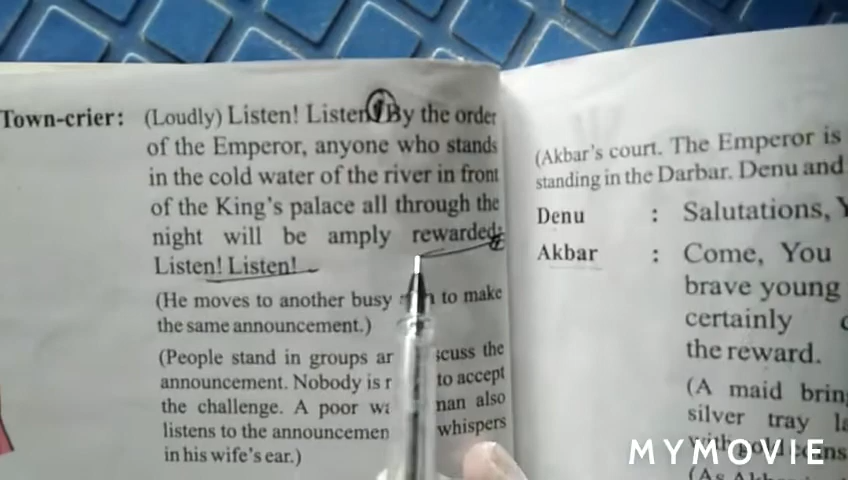 Town-crier: (Loudly) Listen! Listen! By the order
of the Emperor, anyone who stands
in the cold water of the river in front
of the King's palace all through the
night will be amply rewarded.
Listen! Listen!
(He moves to another busy to make
the same announcement.)
(People stand in groups the
announcement. Nobody is to accept
the challenge. A poor also
listens to the whispers
in his wife's ear.)
(Akbar's court. The Emperor is
standing in the Darbar. Denu and
Denu : Salutations,
Akbar : Come, You
brave young
certainly
the reward.
(A maid
silver tray
with gold coins
(As
MYMOVIE